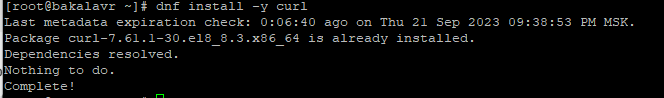 [root@bakalavr ~]# dnf install -y curl
Last metadata expiration check: 0:06:40 ago on Thu 21 Sep 2023 09:38:53 PM MSK.
Package curl-7.61.1-30.el8_8.3.x86_64 is already installed.
Dependencies resolved.
Nothing to do.
Complete!